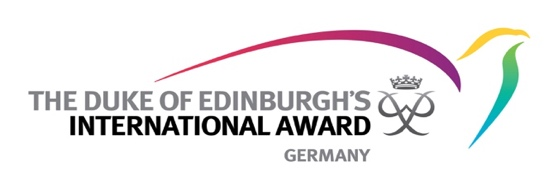 THE DUKE OF EDINBURGH'S
INTERNATIONAL AWARD
GERMANY